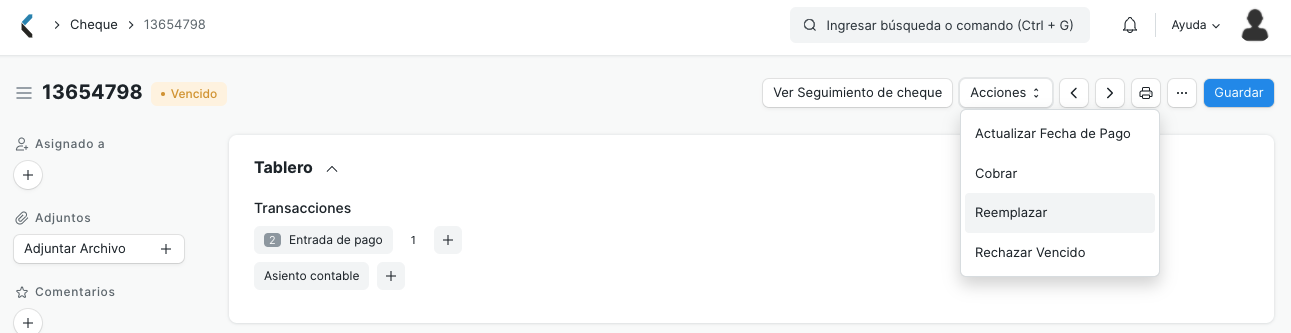 Cheque
13654798
Ingresar búsqueda o comando (Ctrl + G)
Ayuda
13654798
Vencido
Ver Seguimiento de cheque
Acciones
Guardar
Actualizar Fecha de Pago
Cobrar
Reemplazar
Rechazar Vencido
Asignado a
Adjuntos
Adjuntar Archivo
Comentarios
Tablero
Transacciones
2 Entrada de pago 1
Asiento contable